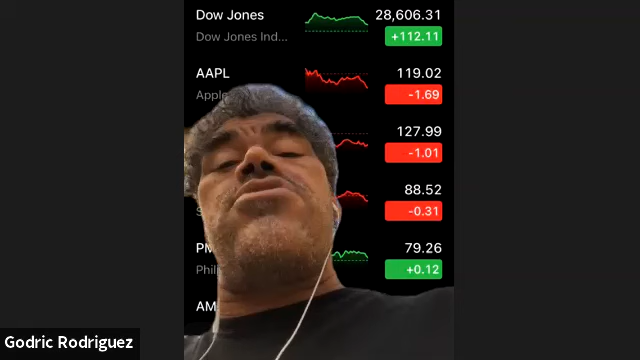 Dow Jones
28,606.31
Dow Jones Ind...
+112.11
AAPL
119.02
Apple
-1.69
127.99
-1.01
88.52
-0.31
PM
79.26
Phili
+0.12
AM
Godric Rodriguez